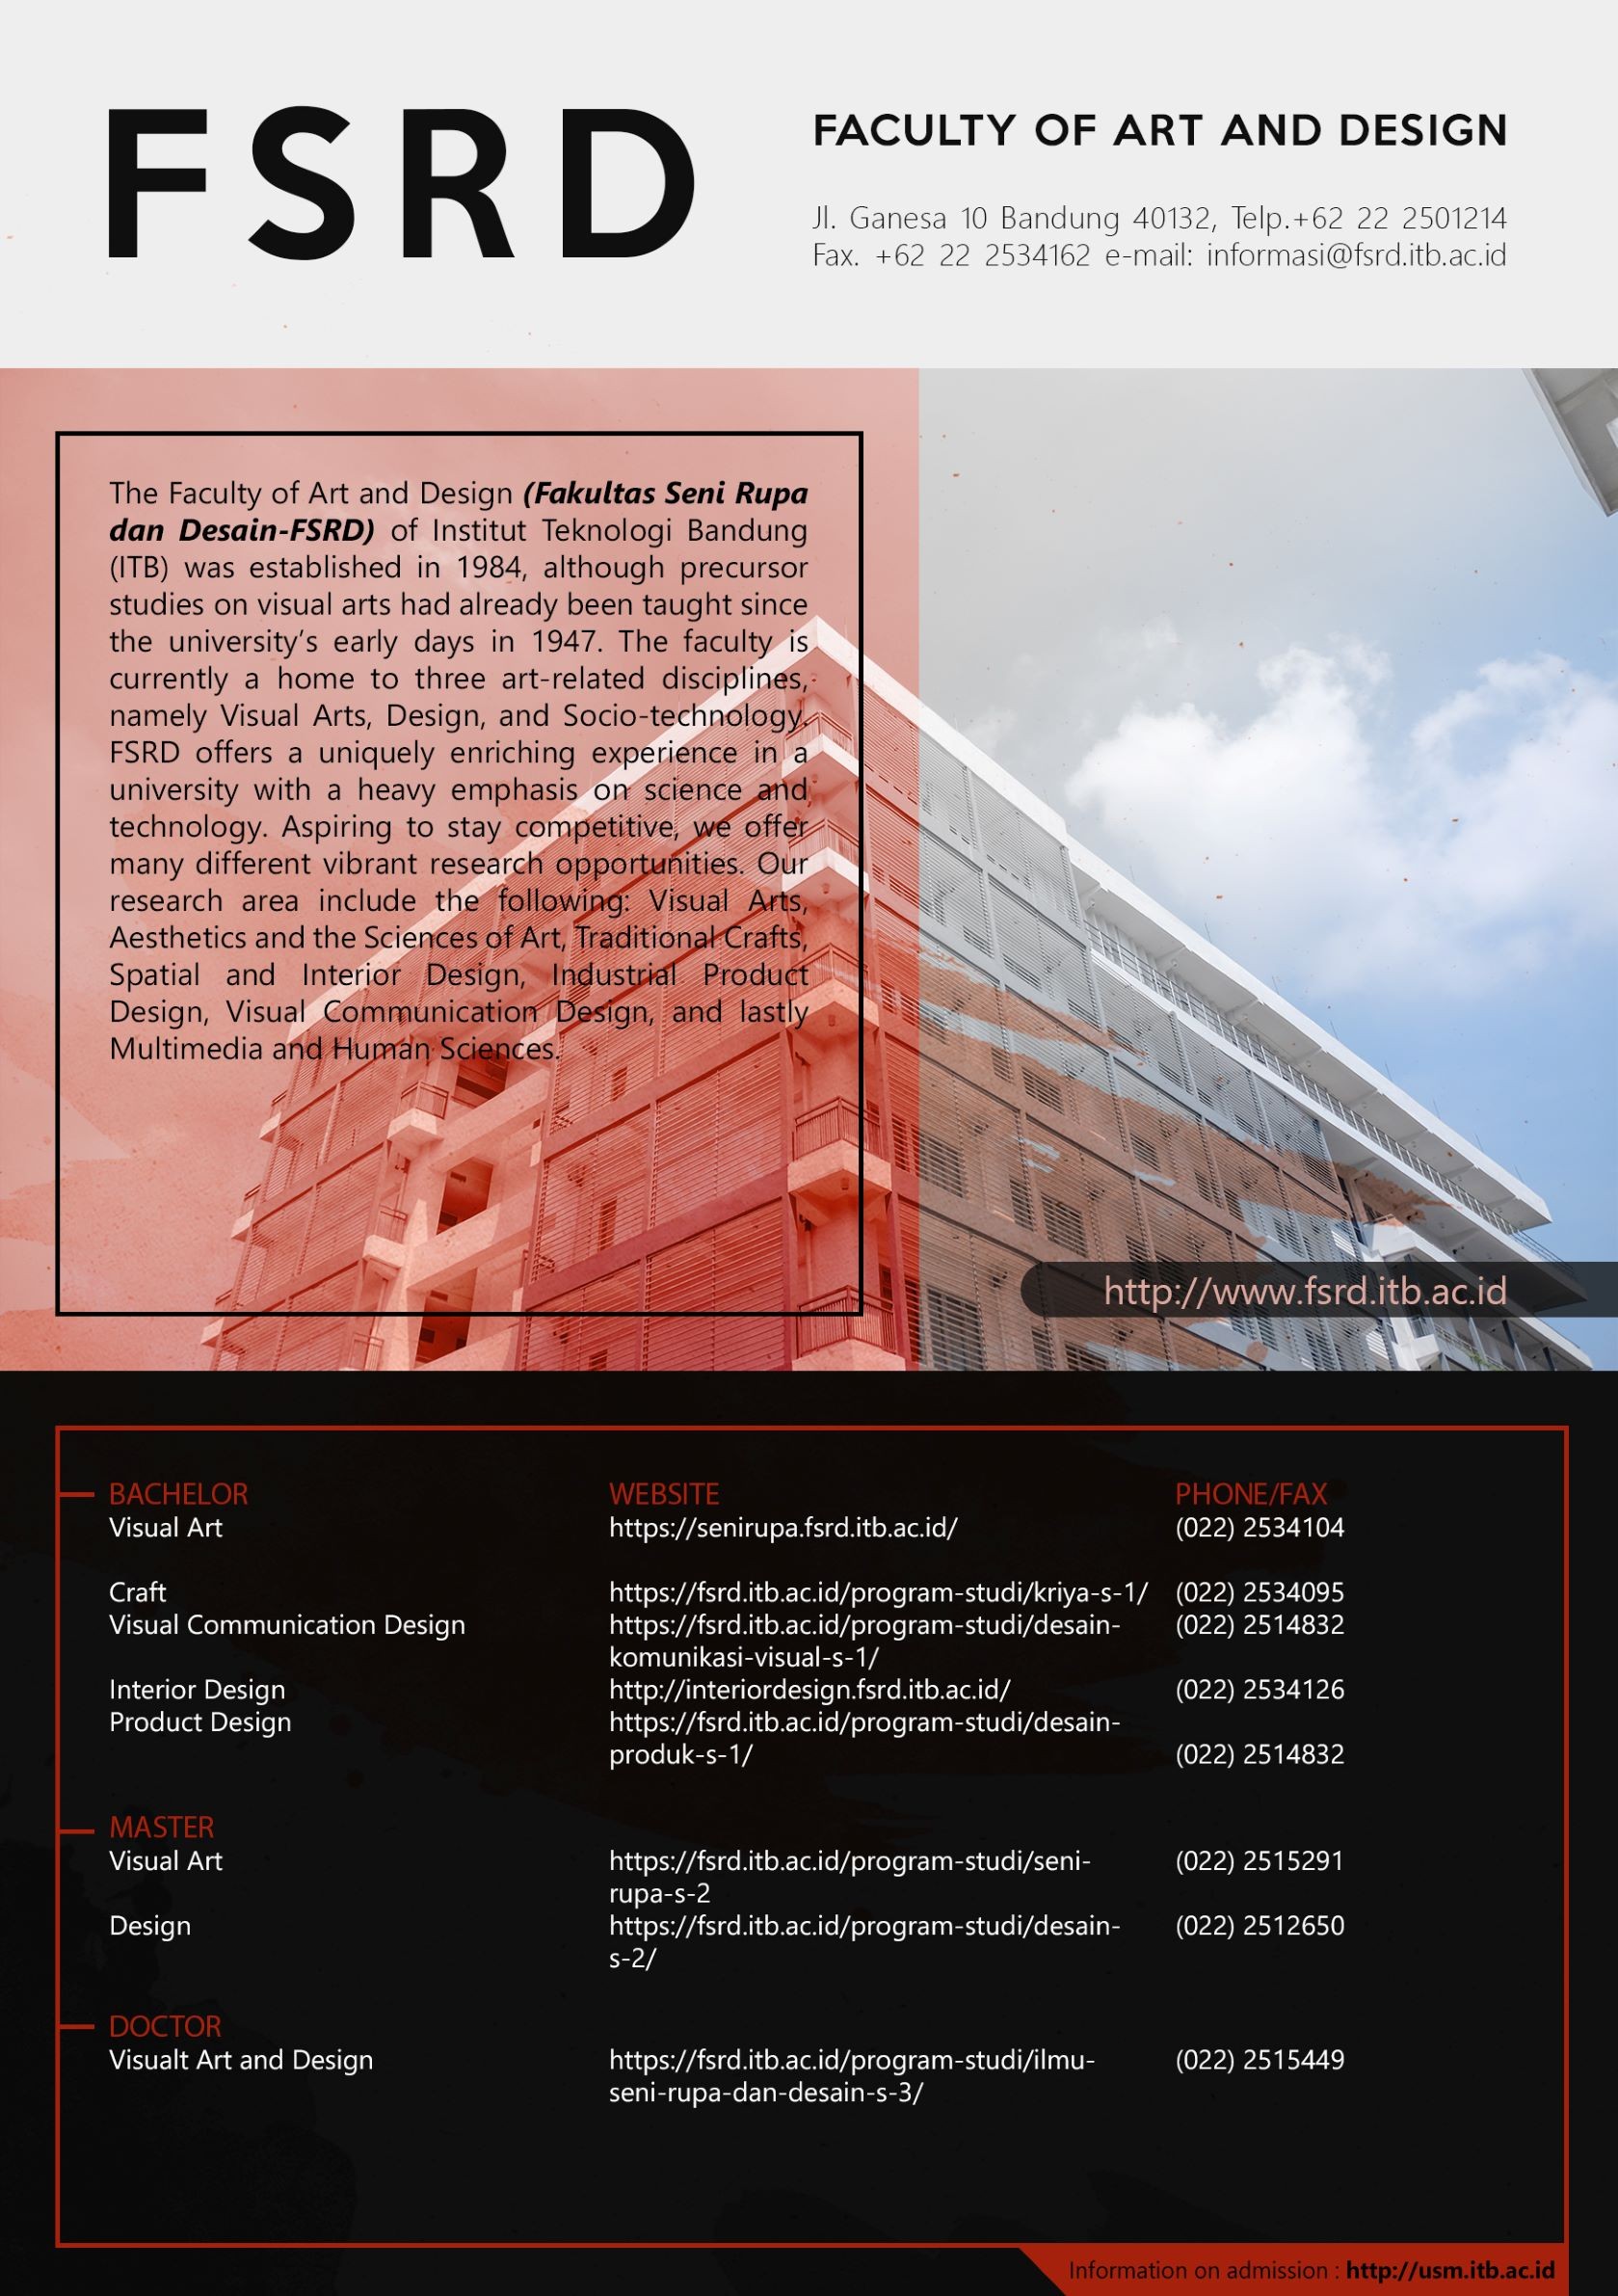 FSRD
FACULTY OF ART AND DESIGN
Jl. Ganesa 10 Bandung 40132, Telp.+62 22 2501214
Fax. +62 22 2534162 e-mail: informasi@fsrd.itb.ac.id
The Faculty of Art and Design (Fakultas Seni Rupa
dan Desain-FSRD) of Institut Teknologi Bandung
(ITB) was established in 1984, although precursor
studies on visual arts had already been taught since
the university's early days in 1947. The faculty is
currently a home to three art-related disciplines,
namely Visual Arts, Design, and Socio-technology.
FSRD offers a uniquely enriching experience in a
university with a heavy emphasis on science and
technology. Aspiring to stay competitive, we offer
many different vibrant research opportunities. Our
research area include the following: Visual Arts,
Aesthetics and the Sciences of Art, Traditional Crafts,
Spatial and Interior Design, Industrial Product
Design, Visual Communication Design, and lastly
Multimedia and Human Sciences.
http://www.fsrd.itb.ac.id
BACHELOR WEBSITE PHONE/FAX
Visual Art https://senirupa.fsrd.itb.ac.id/ (022) 2534104
Craft https://fsrd.itb.ac.id/program-studi/kriya-s-1/ (022) 2534095
Visual Communication Design https://fsrd.itb.ac.id/program-studi/desain- (022) 2514832
komunikasi-visual-s-1/
Interior Design http://interiordesign.fsrd.itb.ac.id/ (022) 2534126
Product Design https://fsrd.itb.ac.id/program-studi/desain-
produk-s-1/ (022) 2514832
MASTER
Visual Art https://fsrd.itb.ac.id/program-studi/seni- (022) 2515291
rupa-s-2
Design https://fsrd.itb.ac.id/program-studi/desain- (022) 2512650
s-2/
DOCTOR
Visualt Art and Design https://fsrd.itb.ac.id/program-studi/ilmu- (022) 2515449
seni-rupa-dan-desain-s-3/
Information on admission : http://usm.itb.ac.id